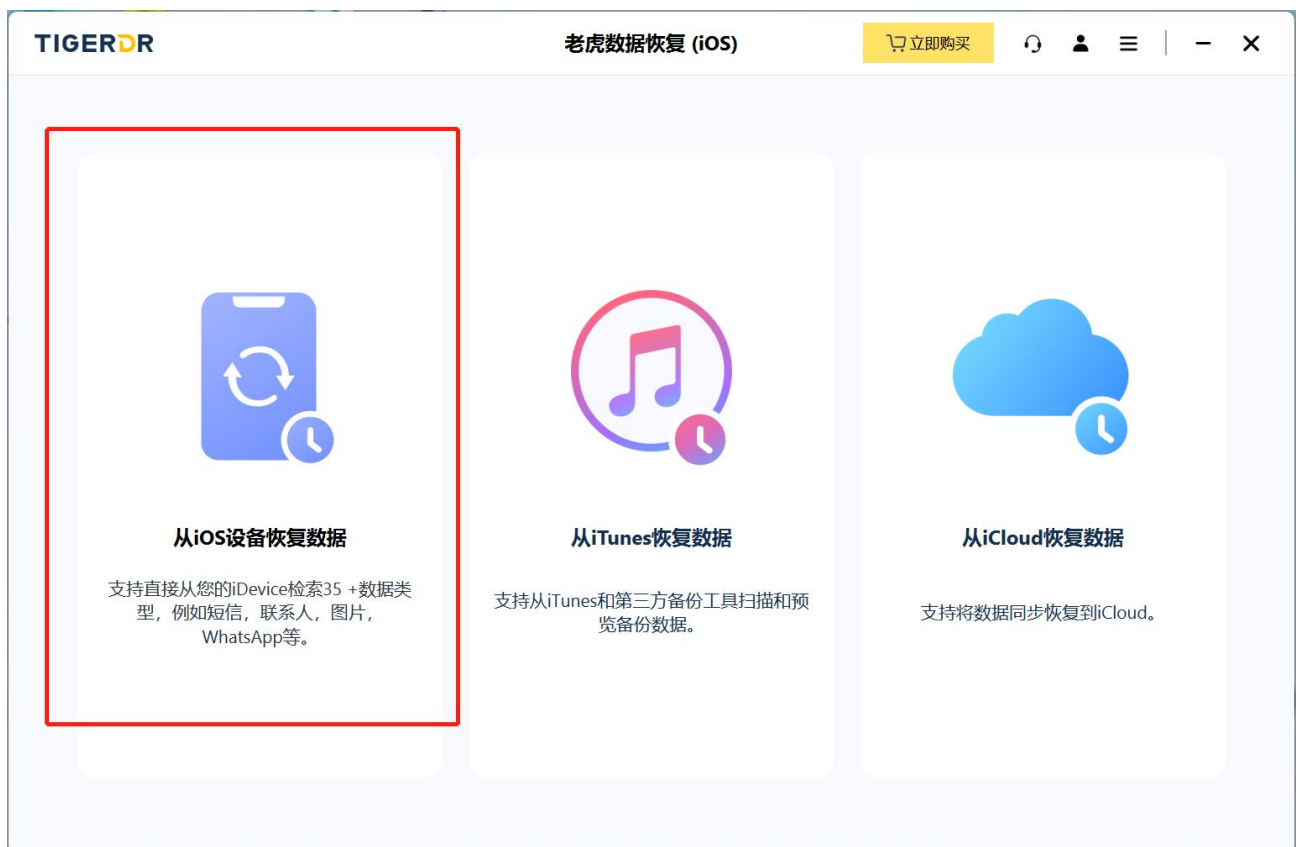 TIGERDR
老虎数据恢复 (iOS)
立即购买
从iOS设备恢复数据
支持直接从您的iDevice检索35 +数据类
型，例如短信，联系人，图片，
WhatsApp等。
从iTunes恢复数据
支持从iTunes和第三方备份工具扫描和预
览备份数据。
从iCloud恢复数据
支持将数据同步恢复到iCloud。